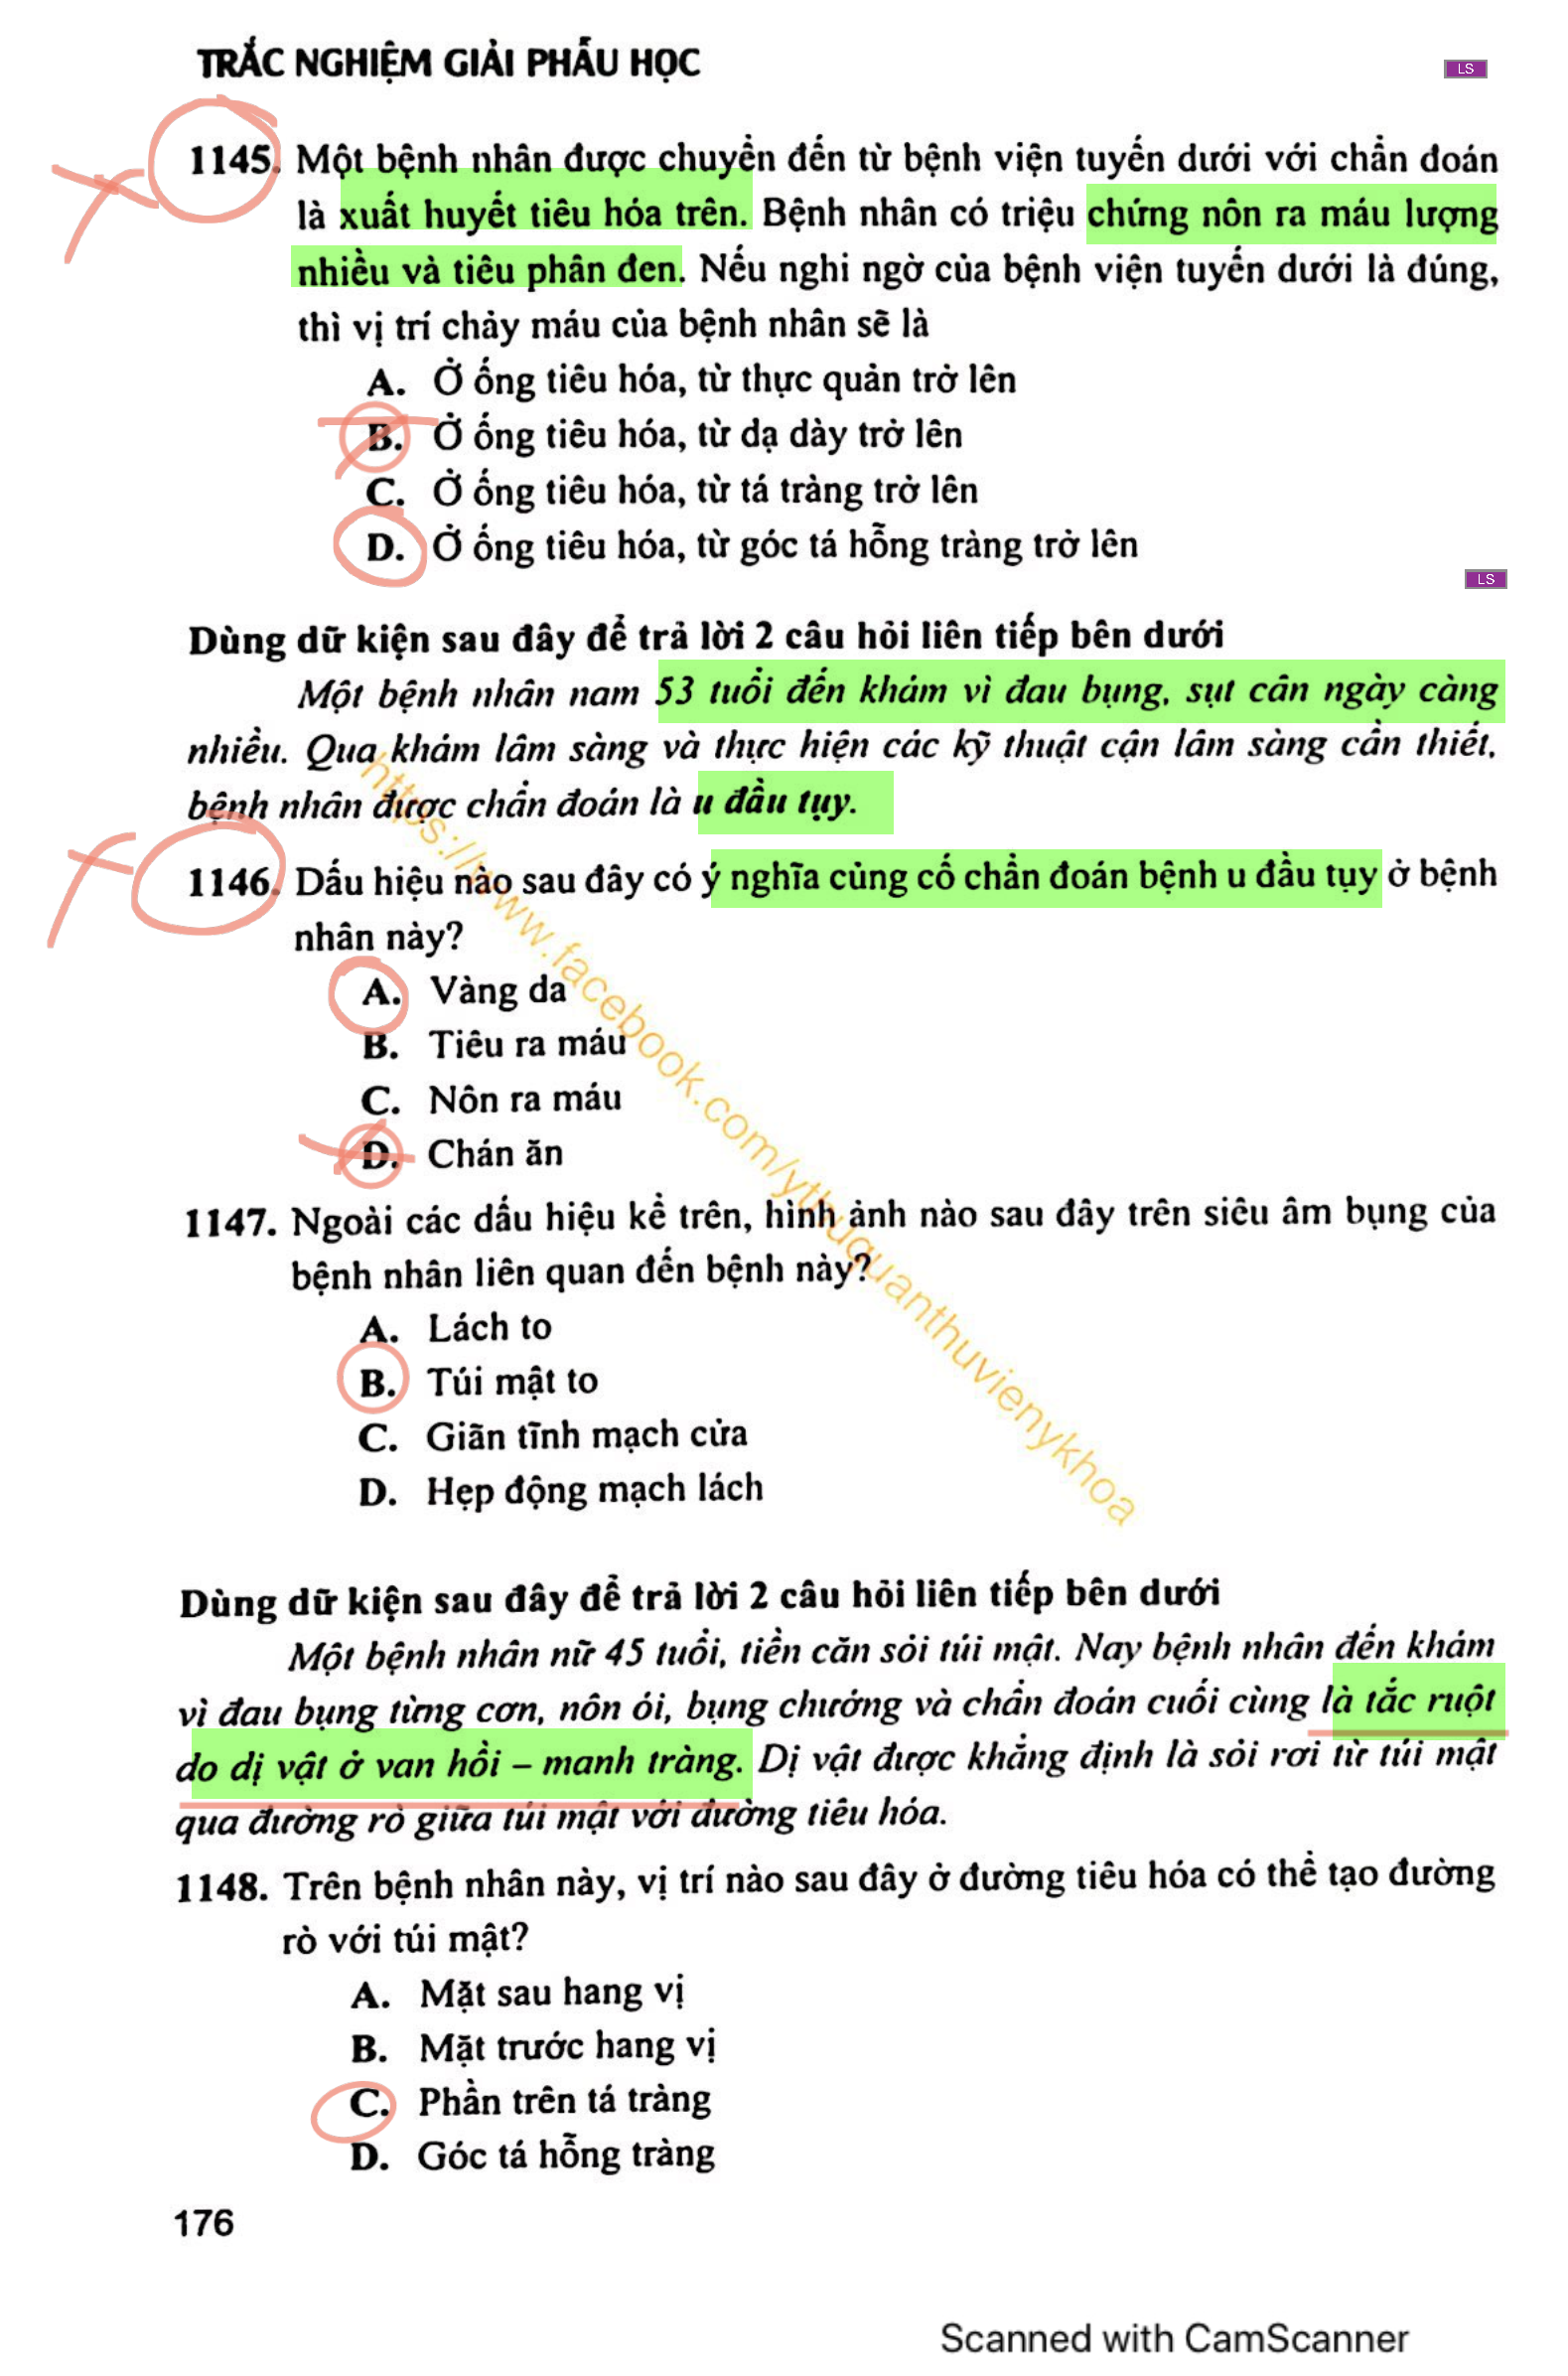 TRẮC NGHIỆM GIẢI PHẪU HỌC
LS
1145. Một bệnh nhân được chuyển đến từ bệnh viện tuyến dưới với chẩn đoán
là xuất huyết tiêu hóa trên. Bệnh nhân có triệu chứng nôn ra máu lượng
nhiều và tiêu phân đen. Nếu nghi ngờ của bệnh viện tuyến dưới là đúng,
thì vị trí chảy máu của bệnh nhân sẽ là
A. Ở ống tiêu hóa, từ thực quản trở lên
B. Ở ống tiêu hóa, từ dạ dày trở lên
C. Ở ống tiêu hóa, từ tá tràng trở lên
D. Ở ống tiêu hóa, từ góc tá hỗng tràng trở lên
LS
Dùng dữ kiện sau đây để trả lời 2 câu hỏi liên tiếp bên dưới
Một bệnh nhân nam 53 tuổi đến khám vì đau bụng, sụt cân ngày càng
nhiều. Qua khám lâm sàng và thực hiện các kỹ thuật cận lâm sàng cần thiết,
bệnh nhân được chẩn đoán là u đầu tụy.
1146. Dấu hiệu nào sau đây có ý nghĩa củng cố chẩn đoán bệnh u đầu tụy ở bệnh
nhân này?
A. Vàng da
B. Tiêu ra máu
C. Nôn ra máu
D. Chán ăn
1147. Ngoài các dấu hiệu kể trên, hình ảnh nào sau đây trên siêu âm bụng của
bệnh nhân liên quan đến bệnh này?
A. Lách to
B. Túi mật to
C. Giãn tĩnh mạch cửa
D. Hẹp động mạch lách
https://www.facebook.com/ythuquanthuvienykhoa
Dùng dữ kiện sau đây để trả lời 2 câu hỏi liên tiếp bên dưới
Một bệnh nhân nữ 45 tuổi, tiền căn sỏi túi mật. Nay bệnh nhân đến khám
vì đau bụng từng cơn, nôn ói, bụng chướng và chẩn đoán cuối cùng là tắc ruột
do dị vật ở van hồi – manh tràng. Dị vật được khẳng định là sỏi rơi từ túi mật
qua đường rò giữa túi mật với đường tiêu hóa.
1148. Trên bệnh nhân này, vị trí nào sau đây ở đường tiêu hóa có thể tạo đường
rò với túi mật?
A. Mặt sau hang vị
B. Mặt trước hang vị
C. Phần trên tá tràng
D. Góc tá hỗng tràng
176
Scanned with CamScanner